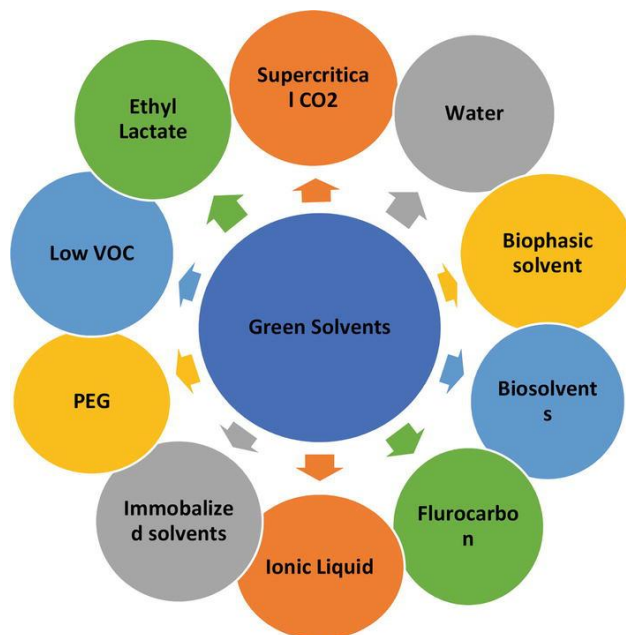 Supercritica
l CO2
Water
Biophasic
solvent
Biosolvent
s
Flurocarbo
n
Ionic Liquid
Immobalize
d solvents
PEG
Low VOC
Ethyl
Lactate
Green Solvents